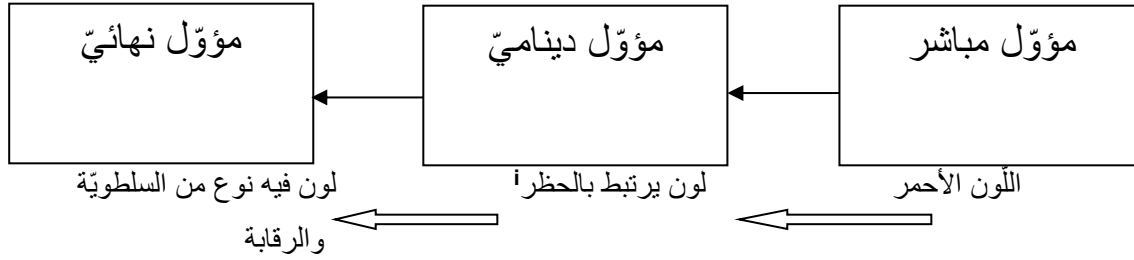 مؤوّل مباشر
مؤوّل ديناميّ
مؤوّل نهائيّ
اللّون الأحمر
لون يرتبط بالحظر i
لون فيه نوع من السلطويّة
والرقابة